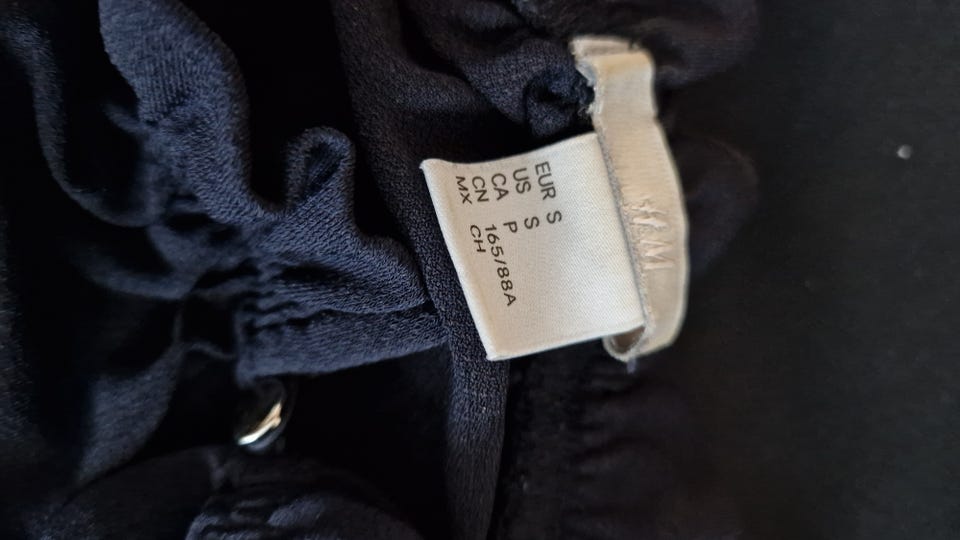 H&M
EUR S
US S
CA P
CN 165/88A
MX CH